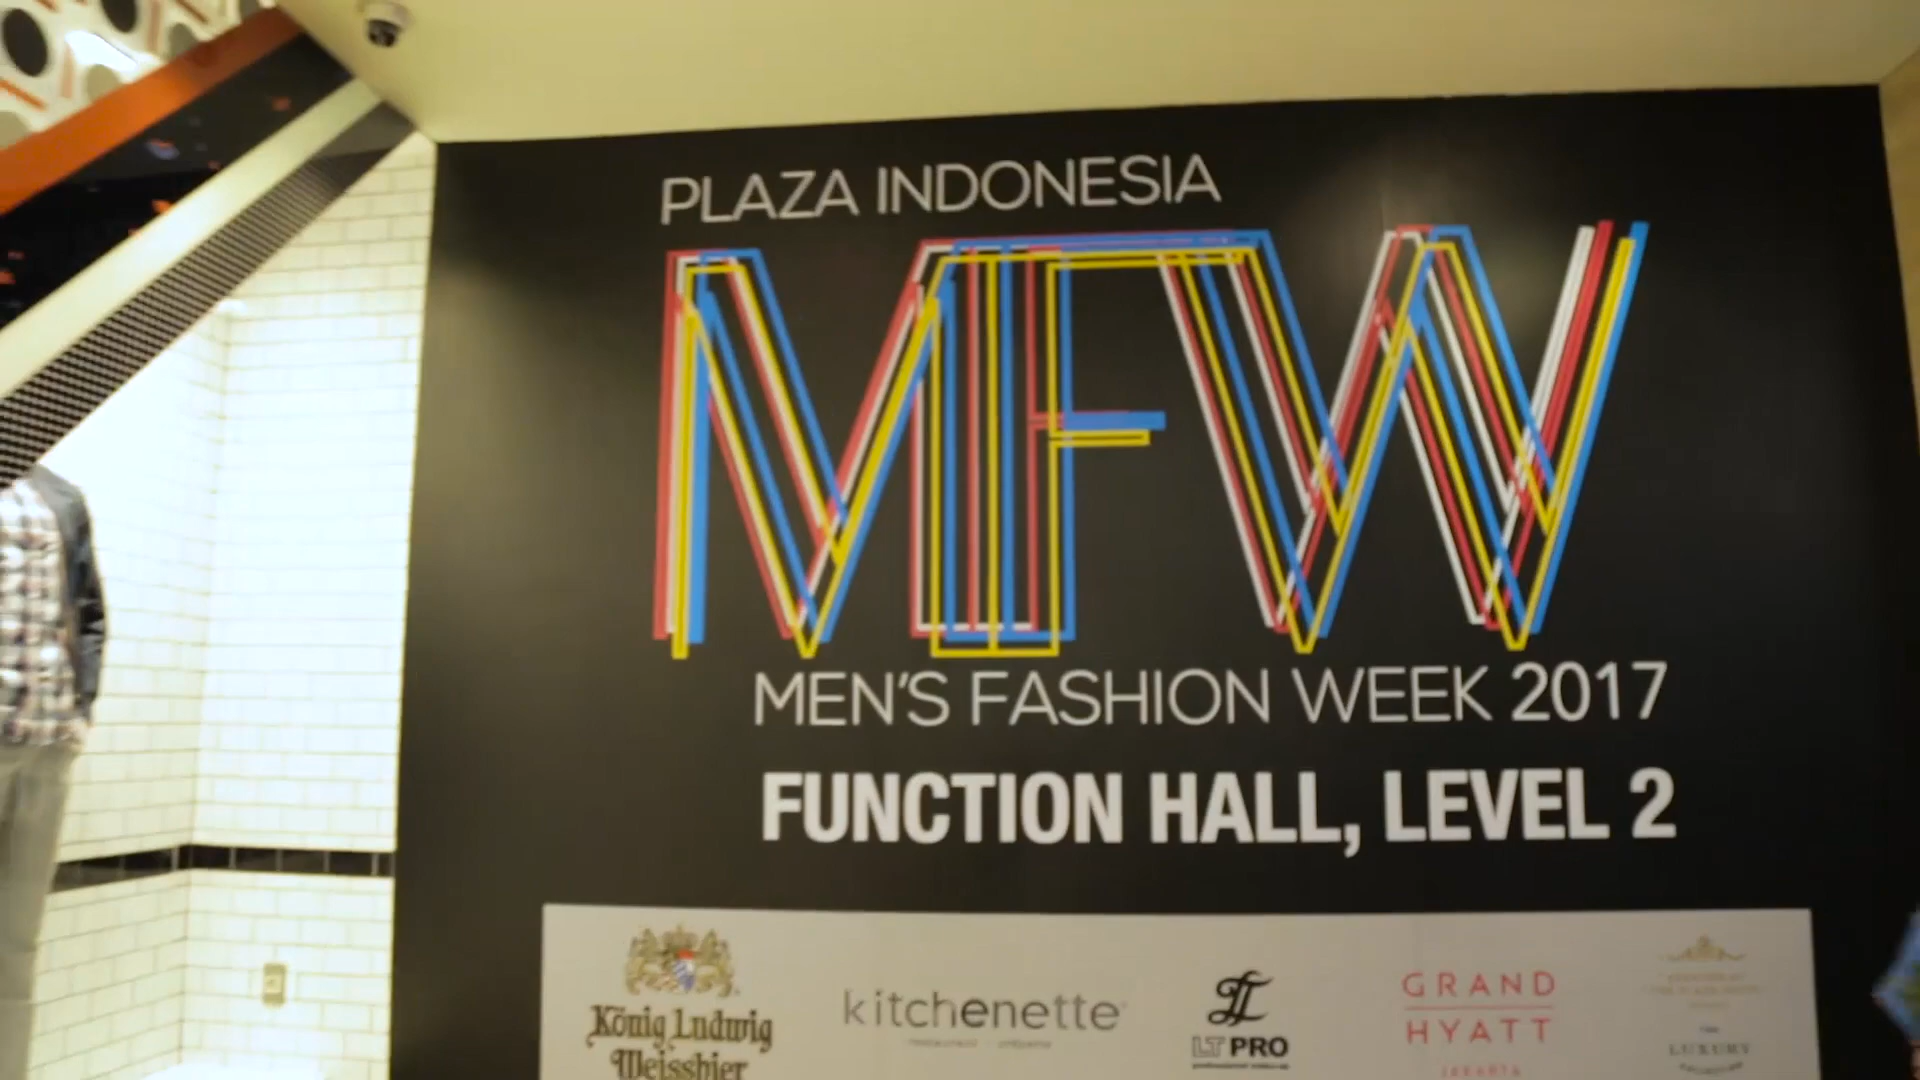 PLAZA INDONESIA
MFW
MEN'S FASHION WEEK 2017
FUNCTION HALL, LEVEL 2
König Ludwig
Weissbier
kitchenette
LT PRO
GRAND
HYATT
JAKARTA
THE
LUXURY